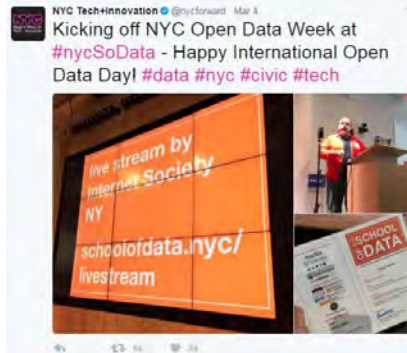 NYC Tech+Innovation @nycforward Mar 4
Kicking off NYC Open Data Week at
#nycSoData - Happy International Open
Data Day! #data #nyc #civic #tech
live stream by
Internet Society
NY
schoolofdata.nyc/
livestream
SCHOOL
OF DATA